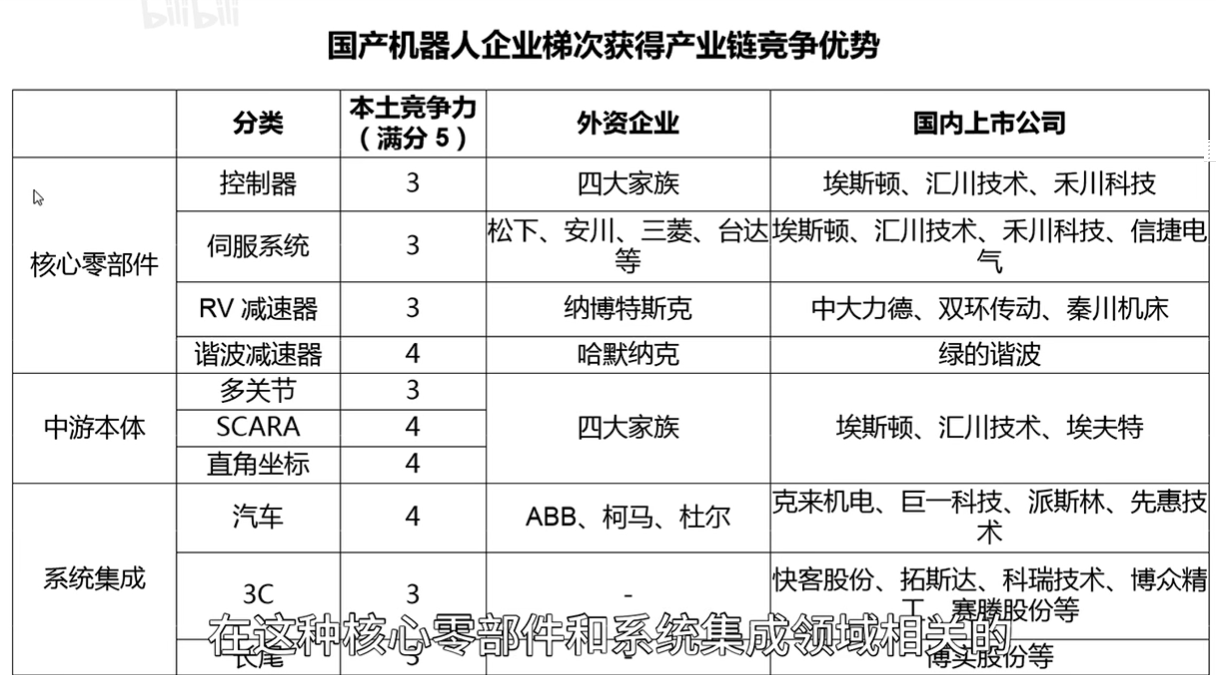 bilibili
国产机器人企业梯次获得产业链竞争优势
分类 本土竞争力（满分 5） 外资企业 国内上市公司
核心零部件
控制器 3 四大家族 埃斯顿、汇川技术、禾川科技
伺服系统 3 松下、安川、三菱、台达等 埃斯顿、汇川技术、禾川科技、信捷电气
RV 减速器 3 纳博特斯克 中大力德、双环传动、秦川机床
谐波减速器 4 哈默纳克 绿的谐波
中游本体
多关节 3 四大家族 埃斯顿、汇川技术、埃夫特
SCARA 4
直角坐标 4
系统集成
汽车 4 ABB、柯马、杜尔 克来机电、巨一科技、派斯林、先惠技术
3C 3 - 快客股份、拓斯达、科瑞技术、博众精工、赛腾股份等
长尾 3 - 博实股份等
在这种核心零部件和系统集成领域相关的